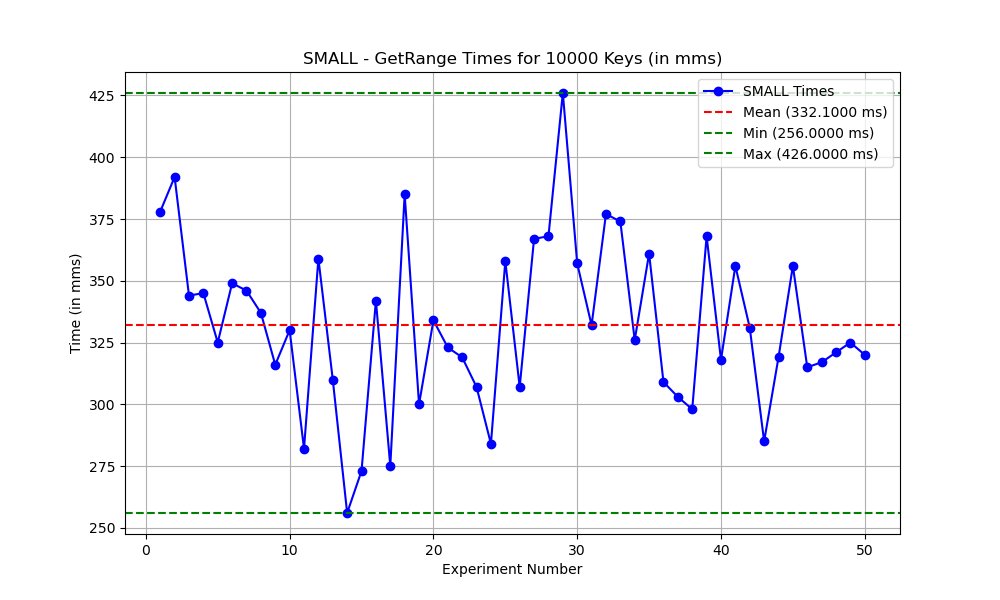 SMALL - GetRange Times for 10000 Keys (in mms)
SMALL Times
Mean (332.1000 ms)
Min (256.0000 ms)
Max (426.0000 ms)
Time (in mms)
425
400
375
350
325
300
275
250
0 10 20 30 40 50
Experiment Number